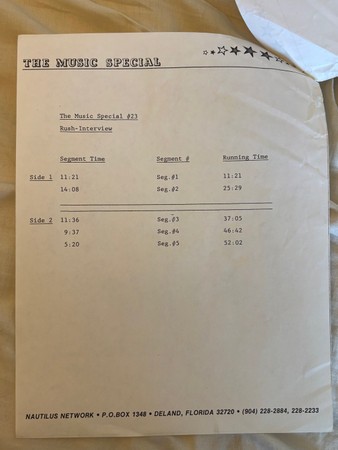 THE MUSIC SPECIAL
The Music Special #23
Rush-Interview
Segment Time Segment # Running Time
Side 1 11:21 Seg.#1 11:21
14:08 Seg.#2 25:29
Side 2 11:36 Seg.#3 37:05
9:37 Seg.#4 46:42
5:20 Seg.#5 52:02
NAUTILUS NETWORK • P.O.BOX 1348 • DELAND, FLORIDA 32720 • (904) 228-2884, 228-2233